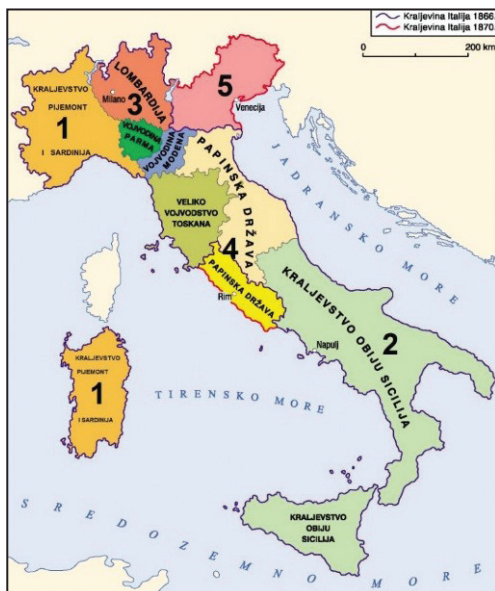 Kraljevina Italija 1866.
Kraljevina Italija 1870.
0
200 km
KRALJEVSTVO
PIJEMONT
1
I SARDINIJA
LOMBARDIJA
Milano
3
5
Venecija
VOJVODINA
PARMA
VOJVODINA
MODENA
PAPINSKA DRŽAVA
JADRANSKO MORE
VELIKO
VOJVODSTVO
TOSKANA
4
PAPINSKA DRŽAVA
Rim
KRALJEVSTVO OBIJU SICILIJA
2
Napulj
KRALJEVSTVO
PIJEMONT
1
I SARDINIJA
TIRENSKO MORE
KRALJEVSTVO
OBIJU
SICILIJA
SREDOZEMNO MORE